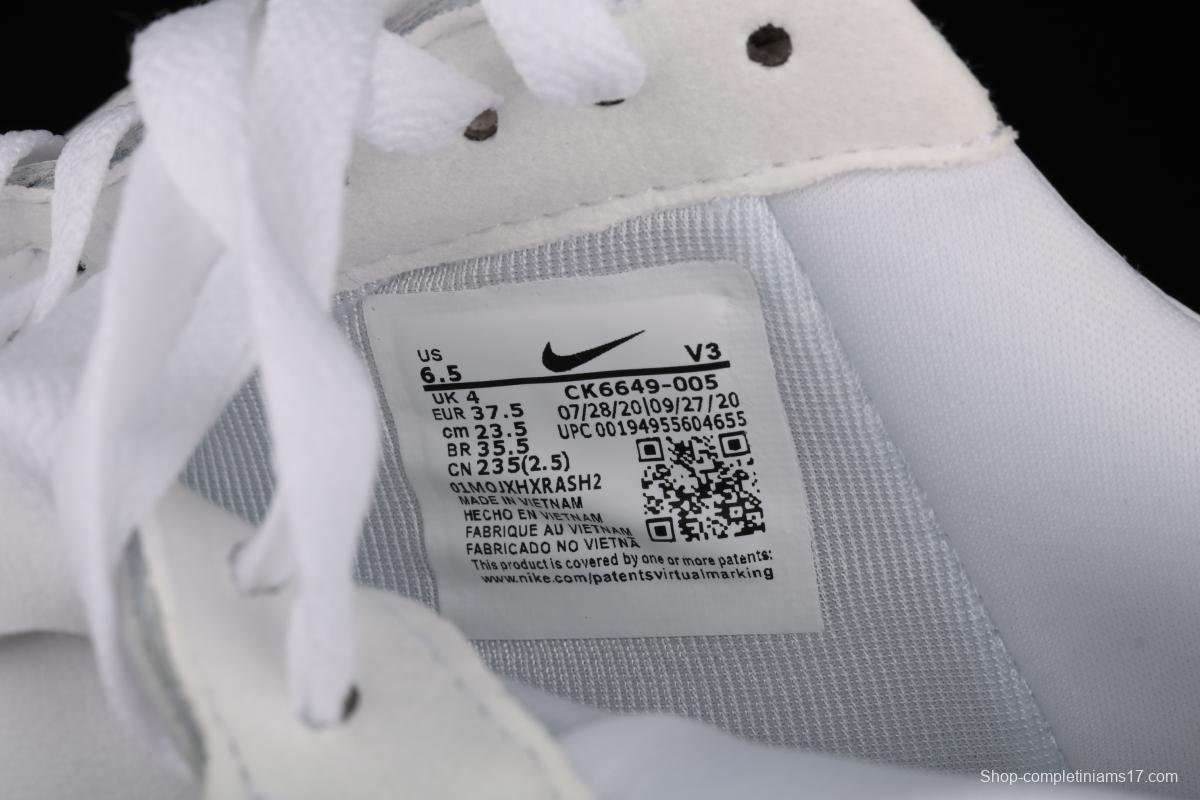 US
6.5
V3
UK 4
CK6649-005
EUR 37.5
07/28/20|09/27/20
cm 23.5
UPC 00194955604655
BR 35.5
CN 235(2.5)
01MOJXHXRASH2
MADE IN VIETNAM
HECHO EN VIETNAM
FABRIQUE AU VIETNAM
FABRICADO NO VIETNA
This product is covered by one or more patents:
www.nike.com/patentsvirtualmarking
Shop-completiniams17.com